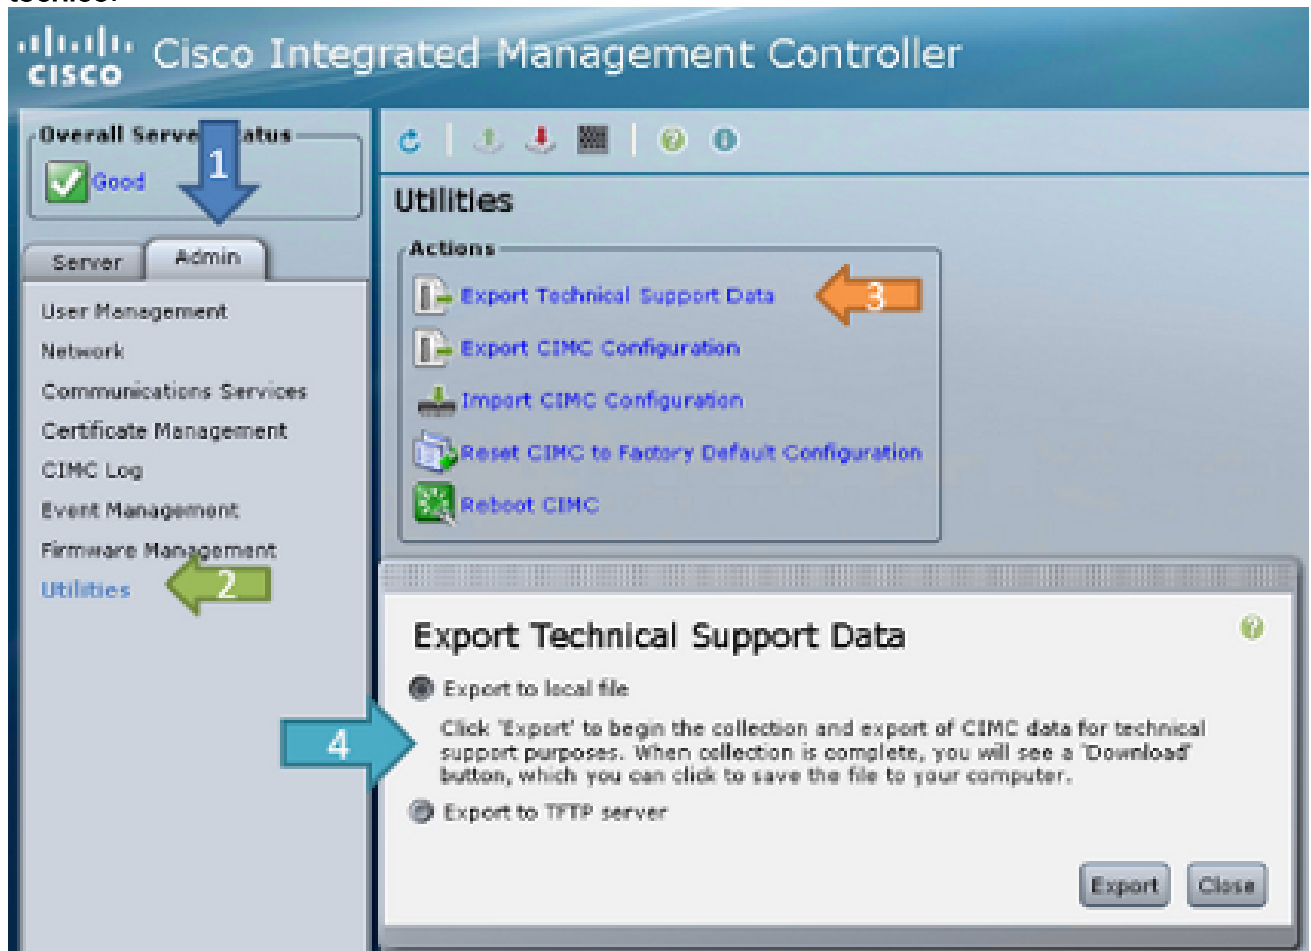 cisco Cisco Integrated Management Controller
Overall Server Status
1
Good
Server Admin
User Management
Network
Communications Services
Certificate Management
CIMC Log
Event Management
Firmware Management
Utilities 2
Utilities
Actions
Export Technical Support Data 3
Export CIMC Configuration
Import CIMC Configuration
Reset CIMC to Factory Default Configuration
Reboot CIMC
Export Technical Support Data
Export to local file
4
Click 'Export' to begin the collection and export of CIMC data for technical
support purposes. When collection is complete, you will see a 'Download'
button, which you can click to save the file to your computer.
Export to TFTP server
Export Close